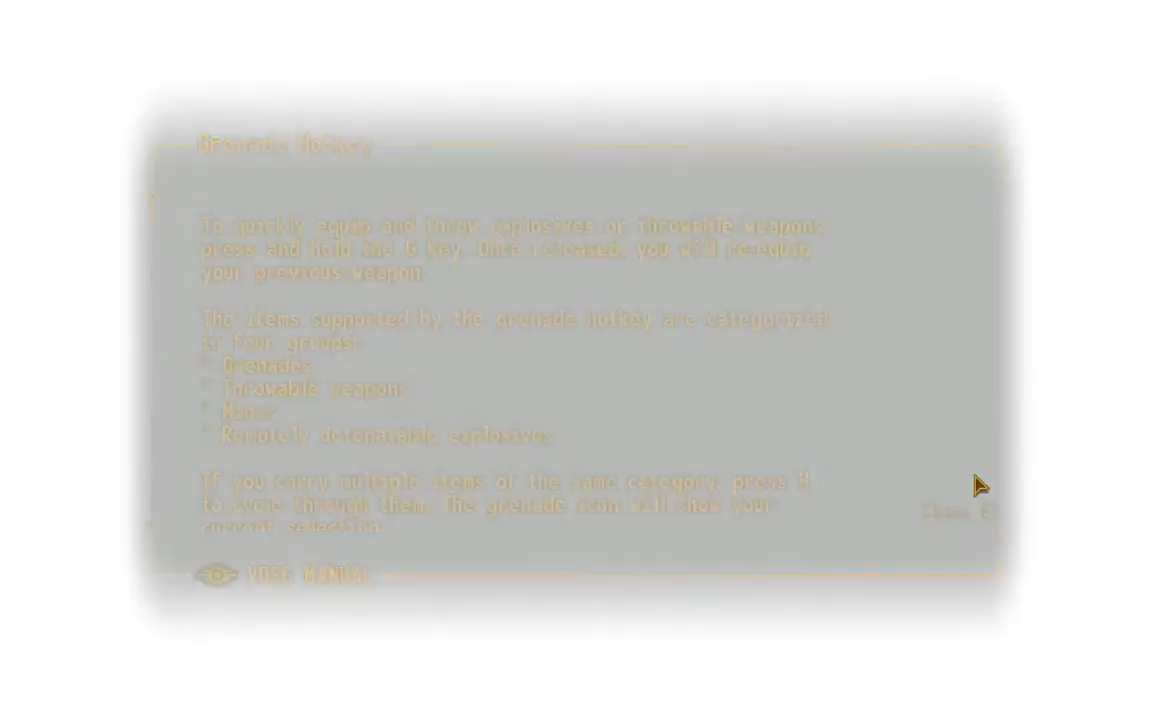 Grenade Hotkey
To quickly equip and throw explosives or throwable weapons,
press and hold the G key. Once released, you will re-equip
your previous weapon.
The items supported by the grenade hotkey are categorized
in four groups:
* Grenades
* Throwable weapons
* Mines
* Remotely detonatable explosives
If you carry multiple items of the same category, press H
to cycle through them. The grenade icon will show your
current selection.
MANUAL